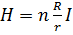 H = n R/r I